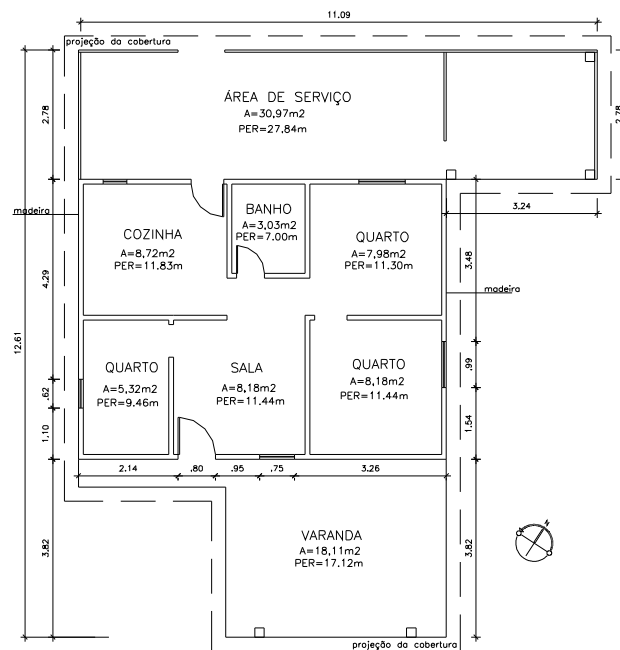 11.09
projeção da cobertura
2.78
ÁREA DE SERVIÇO
A=30,97m2
PER=27.84m
2.78
madeira
COZINHA
A=8,72m2
PER=11.83m
BANHO
A=3,03m2
PER=7.00m
QUARTO
A=7,98m2
PER=11.30m
3.24
3.48
4.29
madeira
12.61
QUARTO
A=5,32m2
PER=9.46m
SALA
A=8,18m2
PER=11.44m
QUARTO
A=8,18m2
PER=11.44m
.99
.62
1.10
1.54
2.14
.80
.95
.75
3.26
VARANDA
A=18,11m2
PER=17.12m
3.82
3.82
N
projeção da cobertura